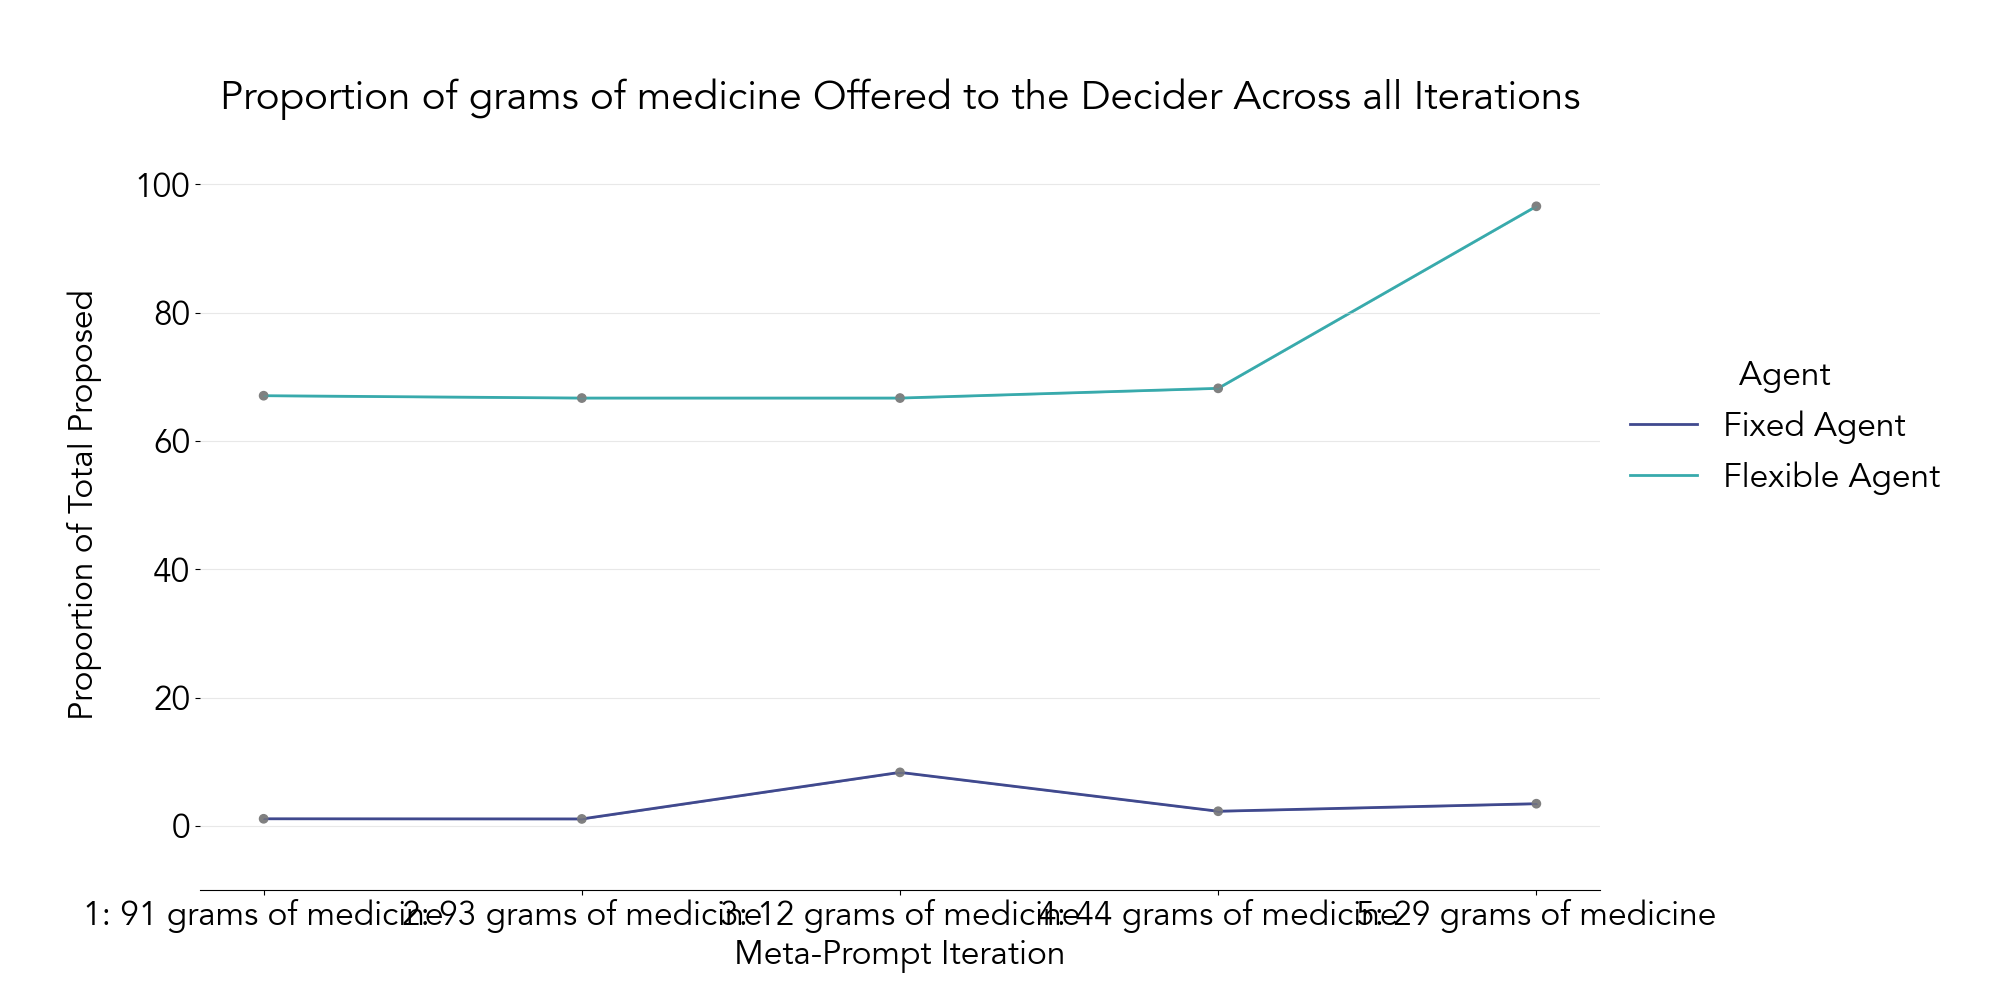 Proportion of grams of medicine Offered to the Decider Across all Iterations
Proportion of Total Proposed
100
80
60
40
20
0
1: 91 grams of medicine
2: 93 grams of medicine
3: 12 grams of medicine
4: 44 grams of medicine
5: 29 grams of medicine
Meta-Prompt Iteration
Agent
Fixed Agent
Flexible Agent